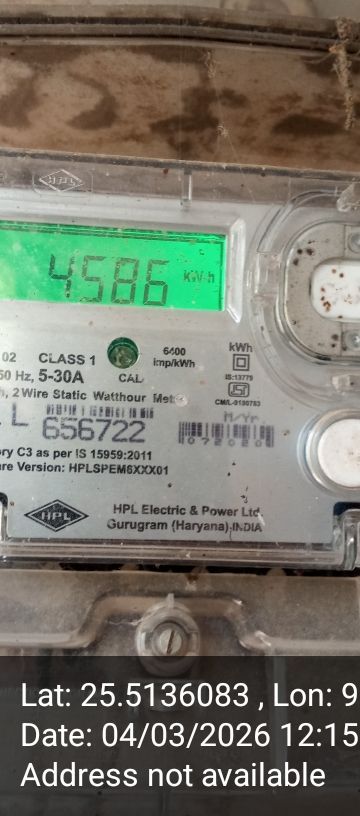 HPL
4586 kWh
02 CLASS 1
6400 imp/kWh
kWh
50 Hz, 5-30A
CAL
IS:13779
2Wire Static Watthour
CM/L-9190783
L 656722
M/Yr
ory C3 as per IS 15959:2011
are Version: HPLSPEM6XXX01
HPL
HPL Electric & Power Ltd.
Gurugram (Haryana)-INDIA
Lat: 25.5136083 , Lon: 9
Date: 04/03/2026 12:15
Address not available